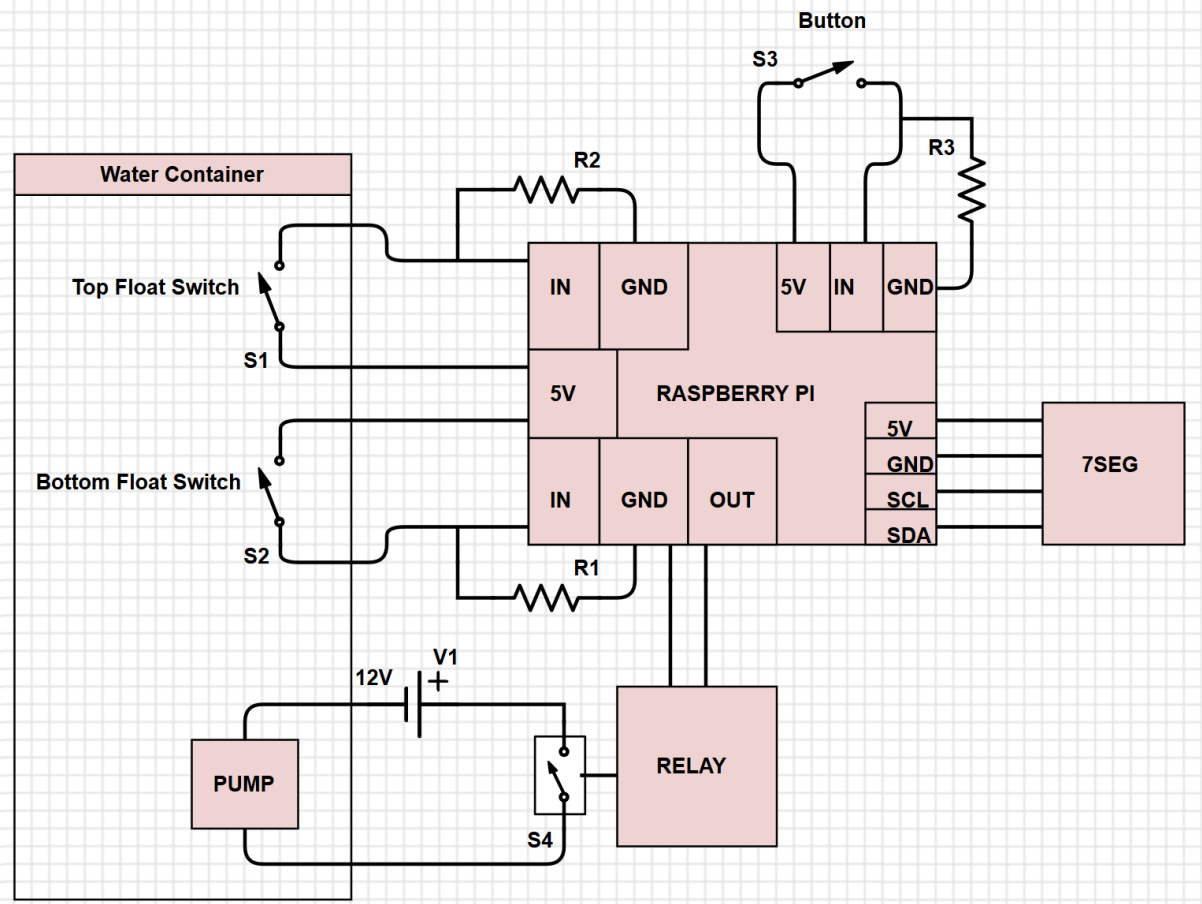 Button
S3
R3
R2
Water Container
Top Float Switch
S1
IN
GND
5V
IN
GND
5V
RASPBERRY PI
Bottom Float Switch
S2
IN
GND
OUT
5V
GND
SCL
SDA
7SEG
R1
V1
12V
+
PUMP
S4
RELAY